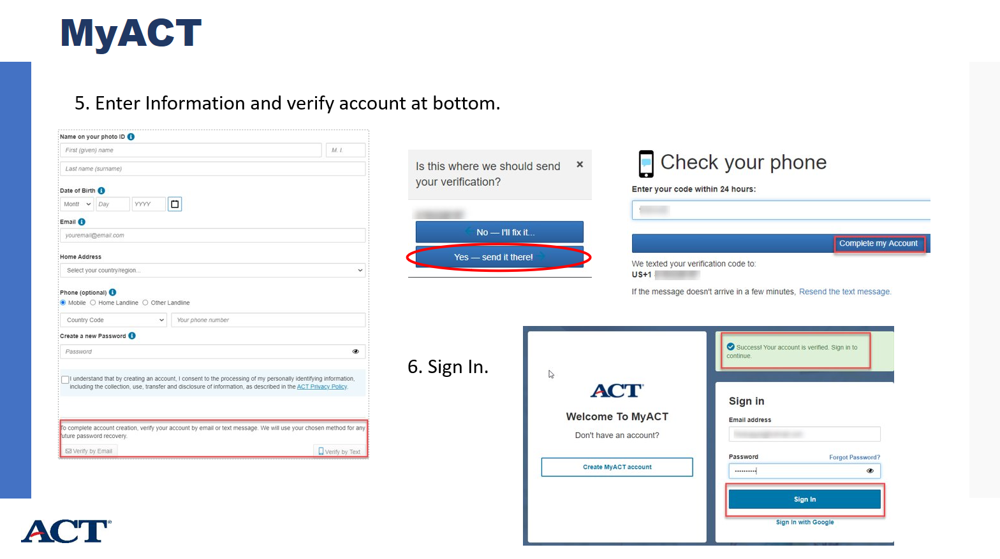 MyACT
5. Enter Information and verify account at bottom.
Name on your photo ID
First (given) name
M. I.
Last name (surname)
Date of Birth
Month
Day
YYYY
Email
youremail@email.com
Home Address
Select your country/region...
Phone (optional)
Mobile
Home Landline
Other Landline
Country Code
Your phone number
Create a new Password
Password
I understand that by creating an account, I consent to the processing of my personally identifying information,
including the collection, use, transfer and disclosure of information, as described in the ACT Privacy Policy.
To complete account creation, verify your account by email or text message. We will use your chosen method for any
future password recovery.
Verify by Email
Verify by Text
Is this where we should send
your verification?
×
No — I'll fix it...
Yes — send it there!
Check your phone
Enter your code within 24 hours:
Complete my Account
We texted your verification code to:
US+1
If the message doesn't arrive in a few minutes, Resend the text message.
6. Sign In.
ACT
Welcome To MyACT
Don't have an account?
Create MyACT account
Success! Your account is verified. Sign in to
continue.
Sign in
Email address
Password
Forgot Password?
Sign In
Sign In with Google
ACT